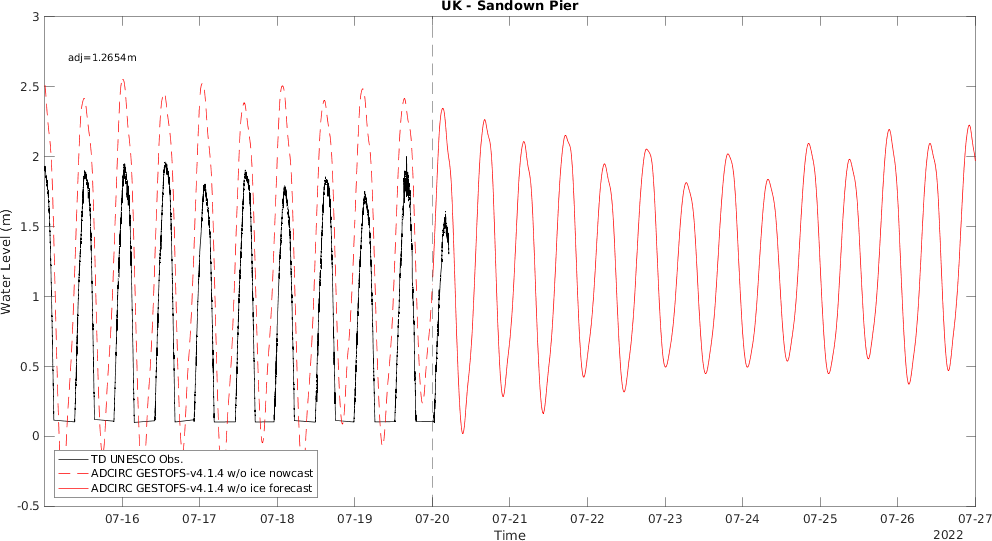 UK - Sandown Pier
adj=1.2654m
3
2.5
2
1.5
1
0.5
0
-0.5
Water Level (m)
TD UNESCO Obs.
ADCIRC GESTOFS-v4.1.4 w/o ice nowcast
ADCIRC GESTOFS-v4.1.4 w/o ice forecast
07-16 07-17 07-18 07-19 07-20 07-21 07-22 07-23 07-24 07-25 07-26 07-27
Time
2022